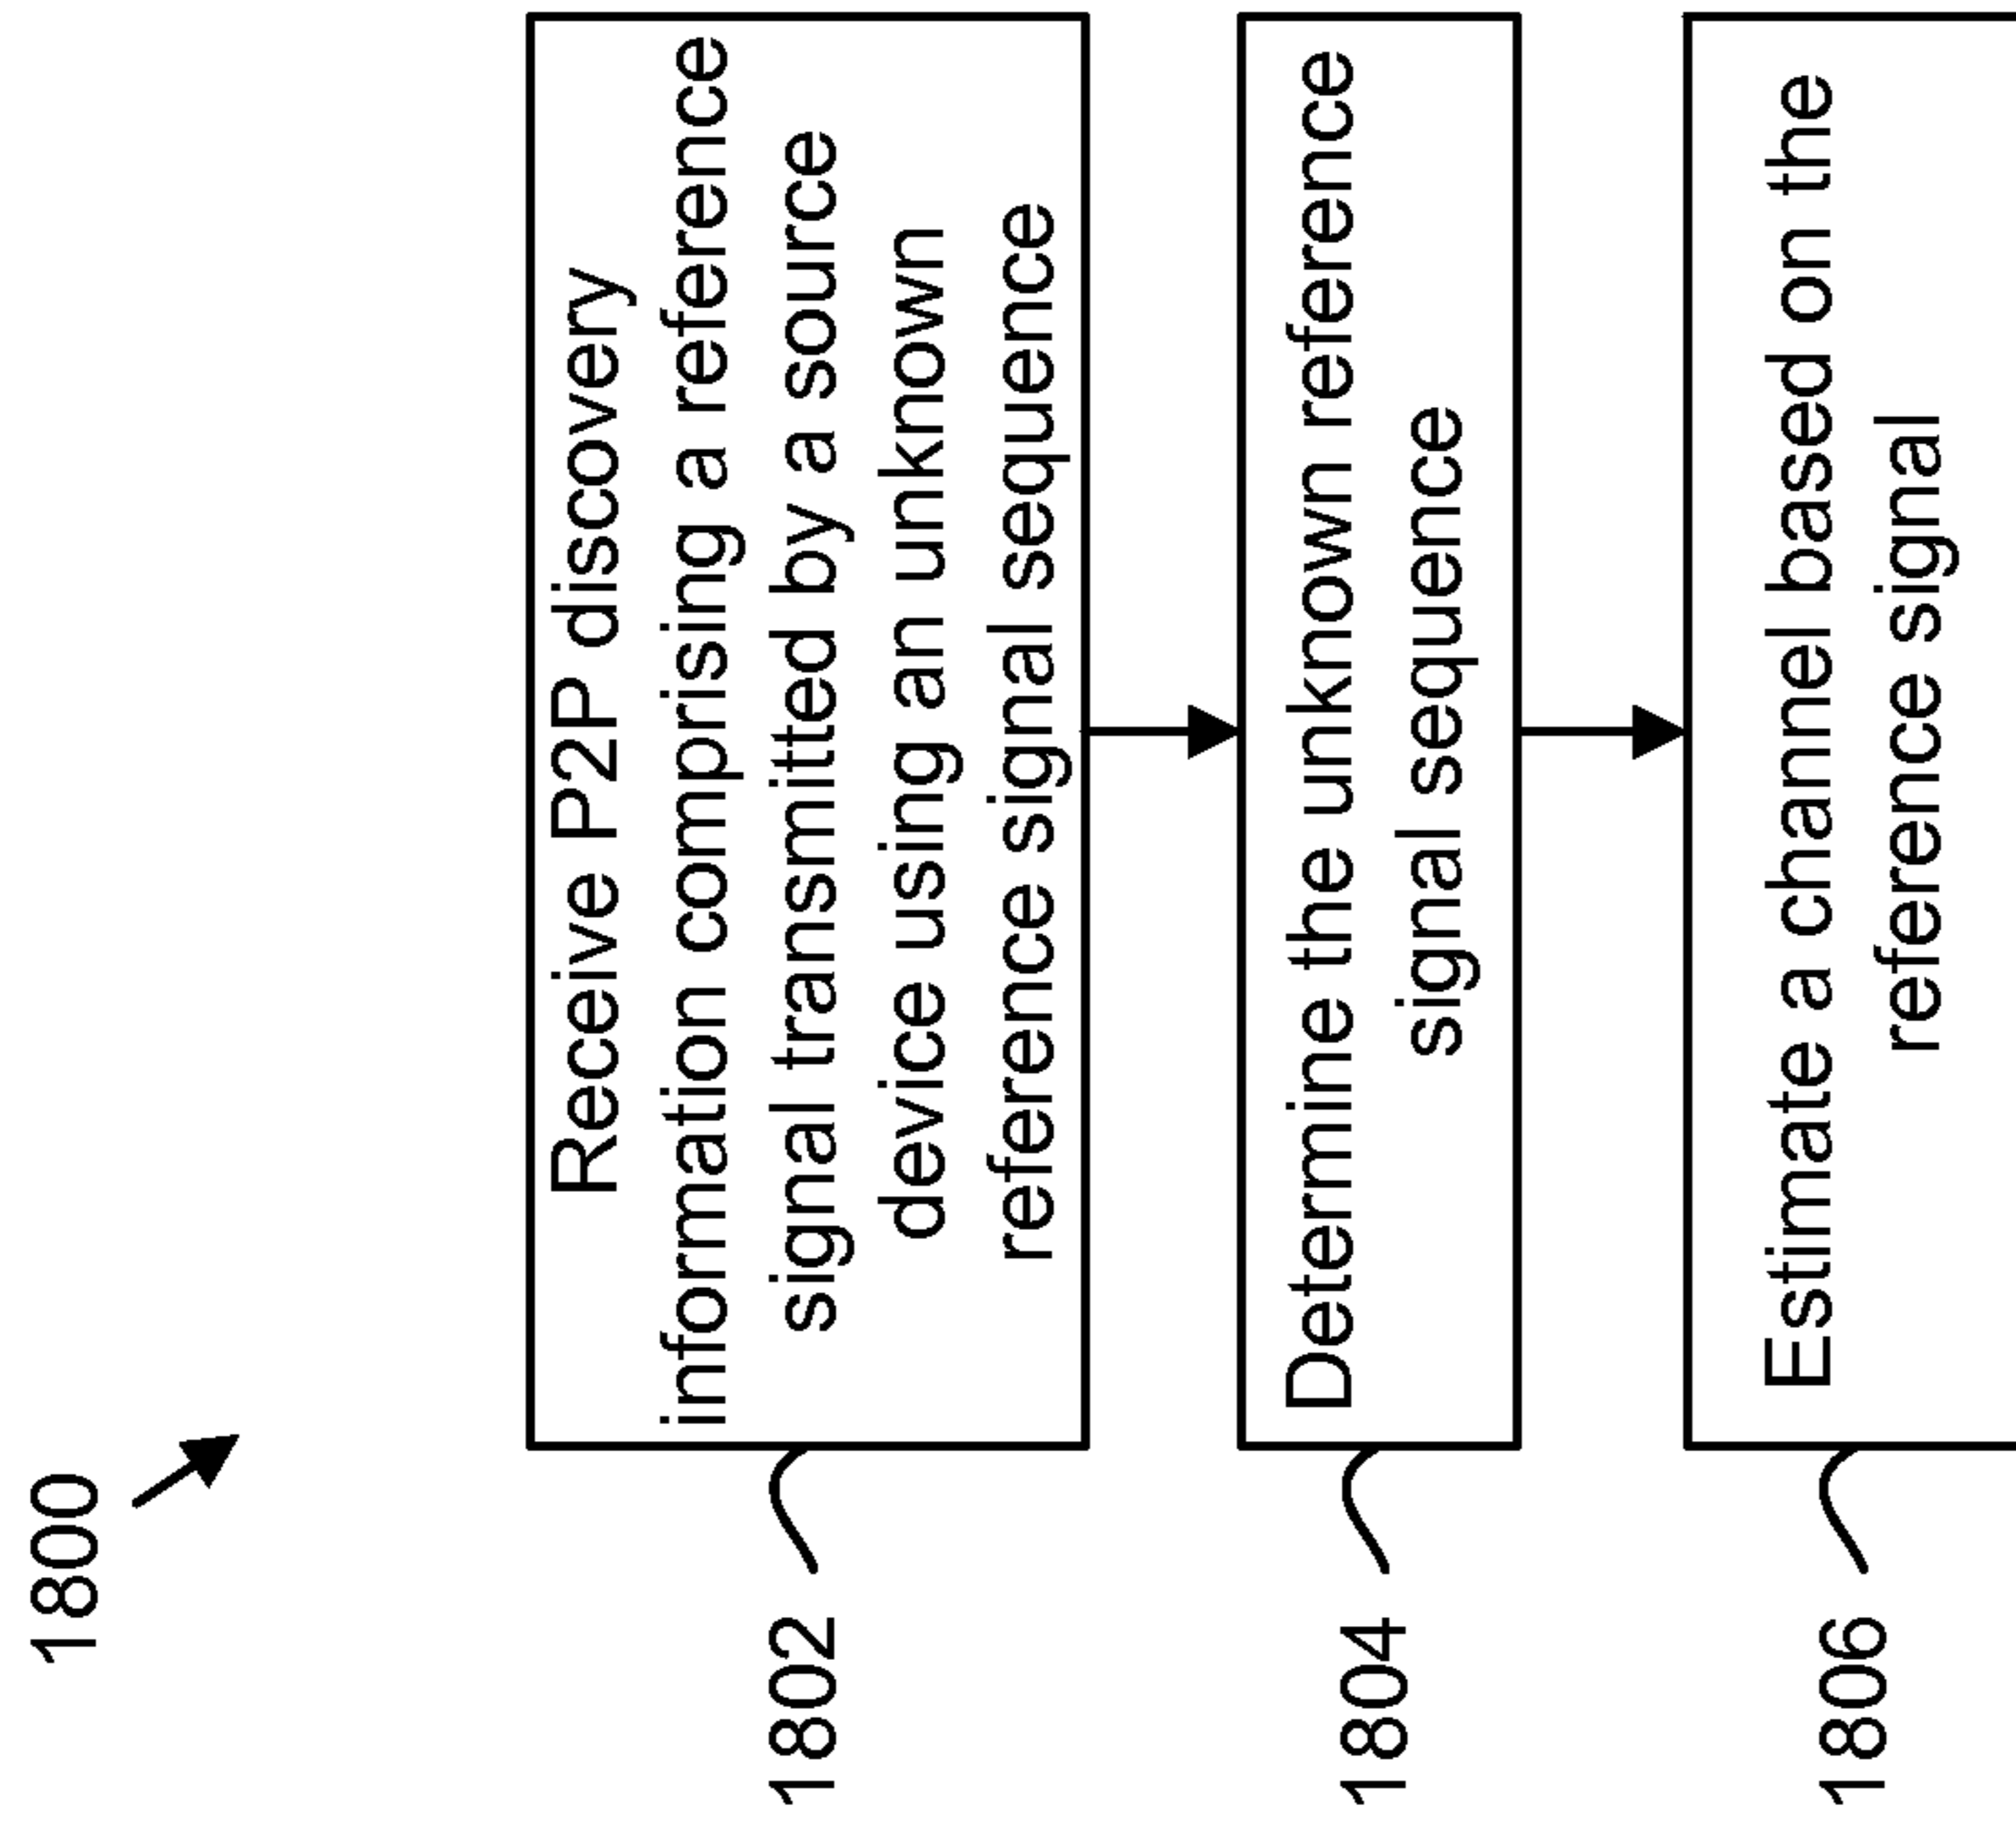 1800
1802
Receive P2P discovery
information comprising a reference
signal transmitted by a source
device using an unknown
reference signal sequence
1804
Determine the unknown reference
signal sequence
1806
Estimate a channel based on the
reference signal